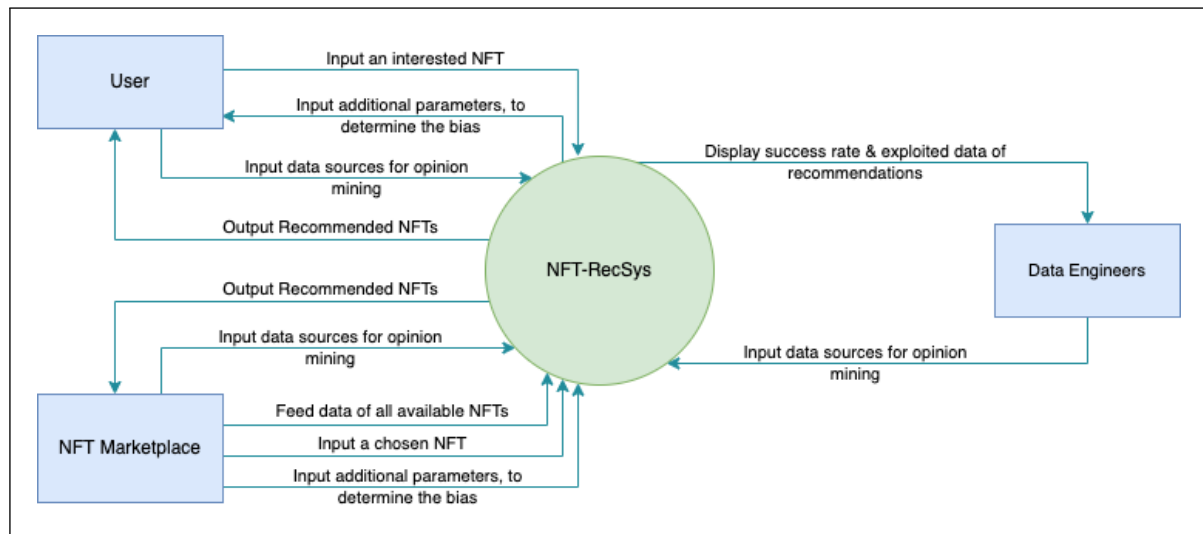 User
Input an interested NFT
Input additional parameters, to
determine the bias
Input data sources for opinion
mining
Output Recommended NFTs
Display success rate & exploited data of
recommendations
NFT-RecSys
Data Engineers
Output Recommended NFTs
Input data sources for opinion
mining
Input data sources for opinion
mining
NFT Marketplace
Feed data of all available NFTs
Input a chosen NFT
Input additional parameters, to
determine the bias